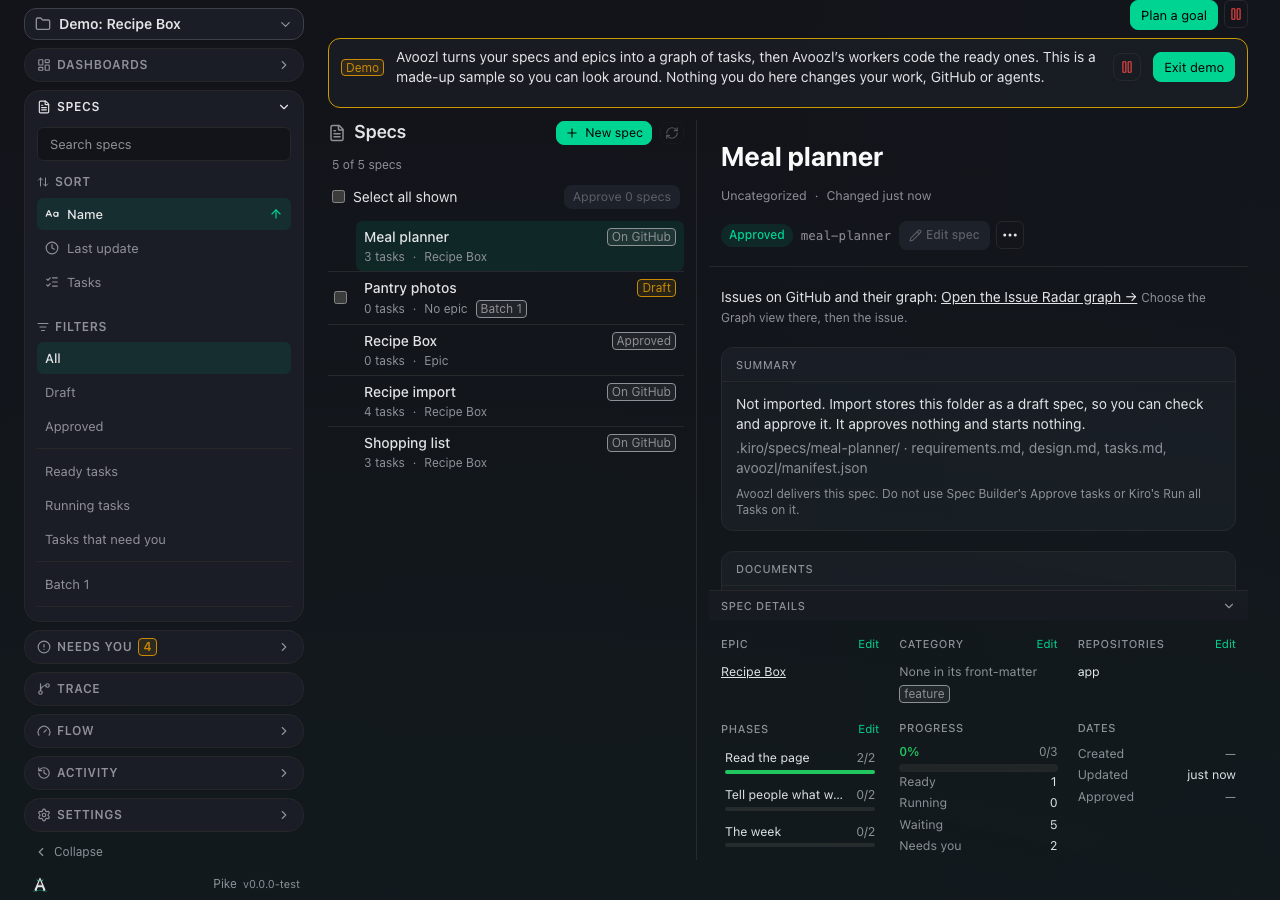 Demo: Recipe Box
DASHBOARDS
SPECS
Search specs
SORT
Aa Name
Last update
Tasks
FILTERS
All
Draft
Approved
Ready tasks
Running tasks
Tasks that need you
Batch 1
NEEDS YOU 4
TRACE
FLOW
ACTIVITY
SETTINGS
Collapse
Pike v0.0.0-test
Plan a goal
Demo
Avoozl turns your specs and epics into a graph of tasks, then Avoozl’s workers code the ready ones. This is a
made-up sample so you can look around. Nothing you do here changes your work, GitHub or agents.
Exit demo
Specs
New spec
5 of 5 specs
Select all shown
Approve 0 specs
Meal planner On GitHub
3 tasks · Recipe Box
Pantry photos Draft
0 tasks · No epic Batch 1
Recipe Box Approved
0 tasks · Epic
Recipe import On GitHub
4 tasks · Recipe Box
Shopping list On GitHub
3 tasks · Recipe Box
Meal planner
Uncategorized · Changed just now
Approved meal-planner Edit spec
Issues on GitHub and their graph: Open the Issue Radar graph → Choose the
Graph view there, then the issue.
SUMMARY
Not imported. Import stores this folder as a draft spec, so you can check
and approve it. It approves nothing and starts nothing.
.kiro/specs/meal-planner/ · requirements.md, design.md, tasks.md,
avoozl/manifest.json
Avoozl delivers this spec. Do not use Spec Builder's Approve tasks or Kiro's Run all
Tasks on it.
DOCUMENTS
SPEC DETAILS
EPIC Edit
Recipe Box
CATEGORY Edit
None in its front-matter
feature
REPOSITORIES Edit
app
PHASES Edit
Read the page 2/2
Tell people what w... 0/2
The week 0/2
PROGRESS
0% 0/3
Ready 1
Running 0
Waiting 5
Needs you 2
DATES
Created —
Updated just now
Approved —